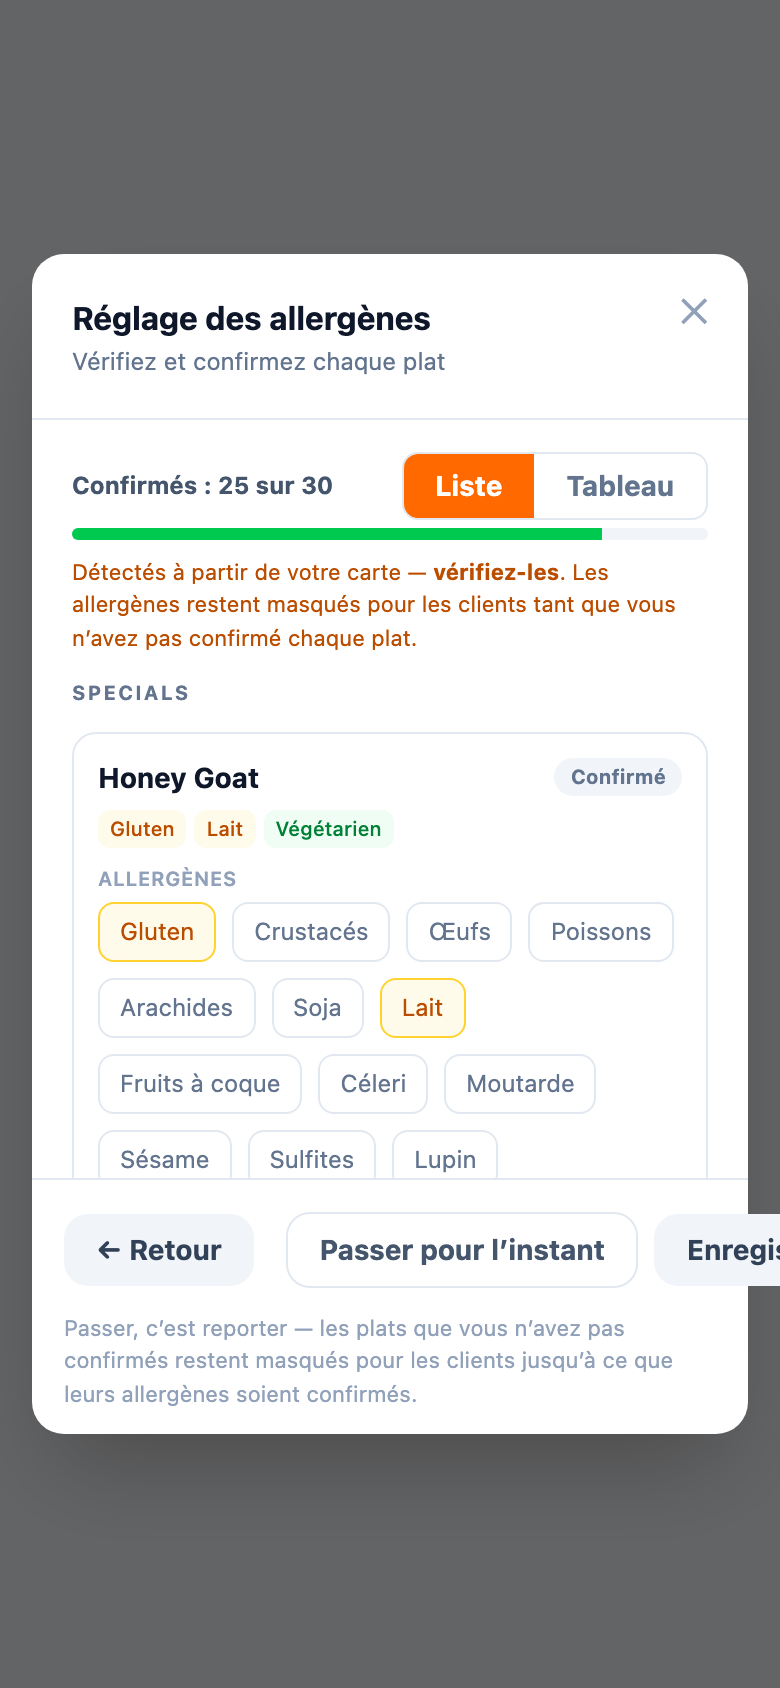 Réglage des allergènes
Vérifiez et confirmez chaque plat
Confirmés : 25 sur 30
Liste
Tableau
Détectés à partir de votre carte — vérifiez-les. Les
allergènes restent masqués pour les clients tant que vous
n’avez pas confirmé chaque plat.
SPECIALS
Honey Goat
Confirmé
Gluten Lait Végétarien
ALLERGÈNES
Gluten Crustacés Œufs Poissons
Arachides Soja Lait
Fruits à coque Céleri Moutarde
Sésame Sulfites Lupin
← Retour
Passer pour l’instant
Passer, c’est reporter — les plats que vous n’avez pas
confirmés restent masqués pour les clients jusqu’à ce que
leurs allergènes soient confirmés.